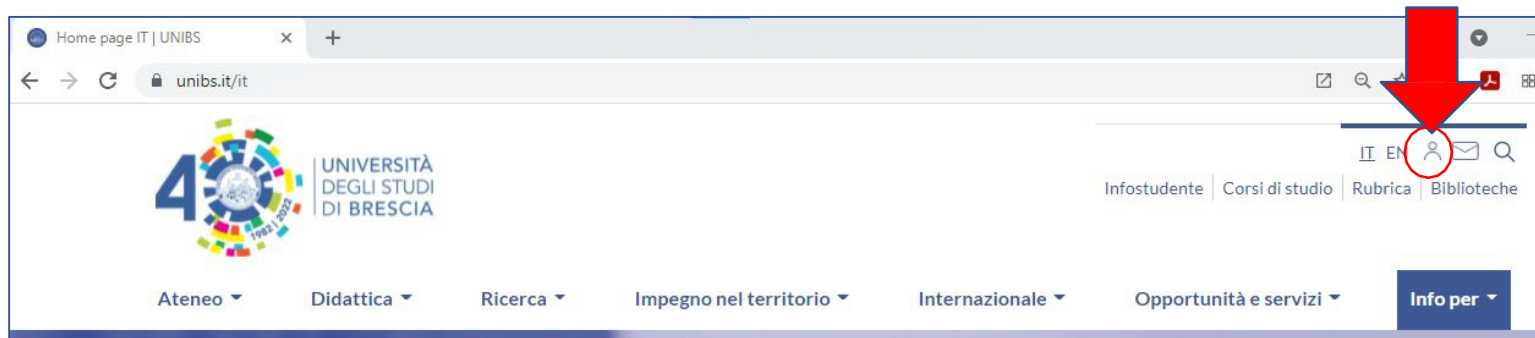 Home page IT | UNIBS
unibs.it/it
IT EN
40
UNIVERSITÀ
DEGLI STUDI
DI BRESCIA
1982 | 2022
Infostudente Corsi di studio Rubrica Biblioteche
Ateneo Didattica Ricerca Impegno nel territorio Internazionale Opportunità e servizi Info per